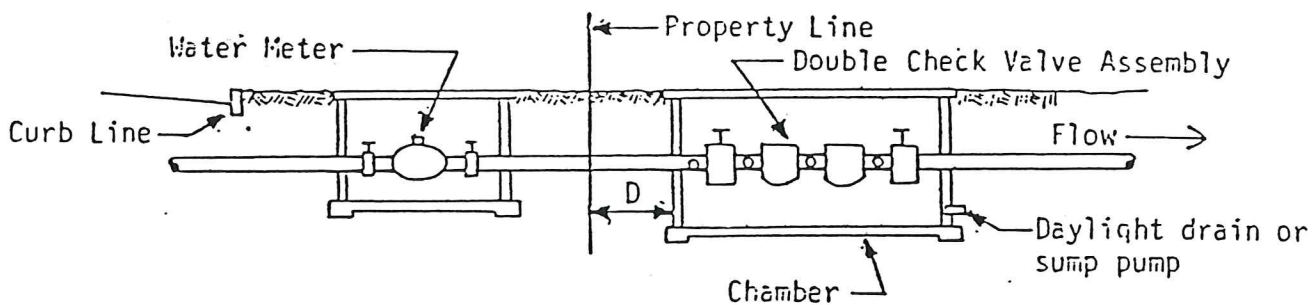 Property Line
Water Meter
Double Check Valve Assembly
Curb Line
Flow
D
Daylight drain or
sump pump
Chamber